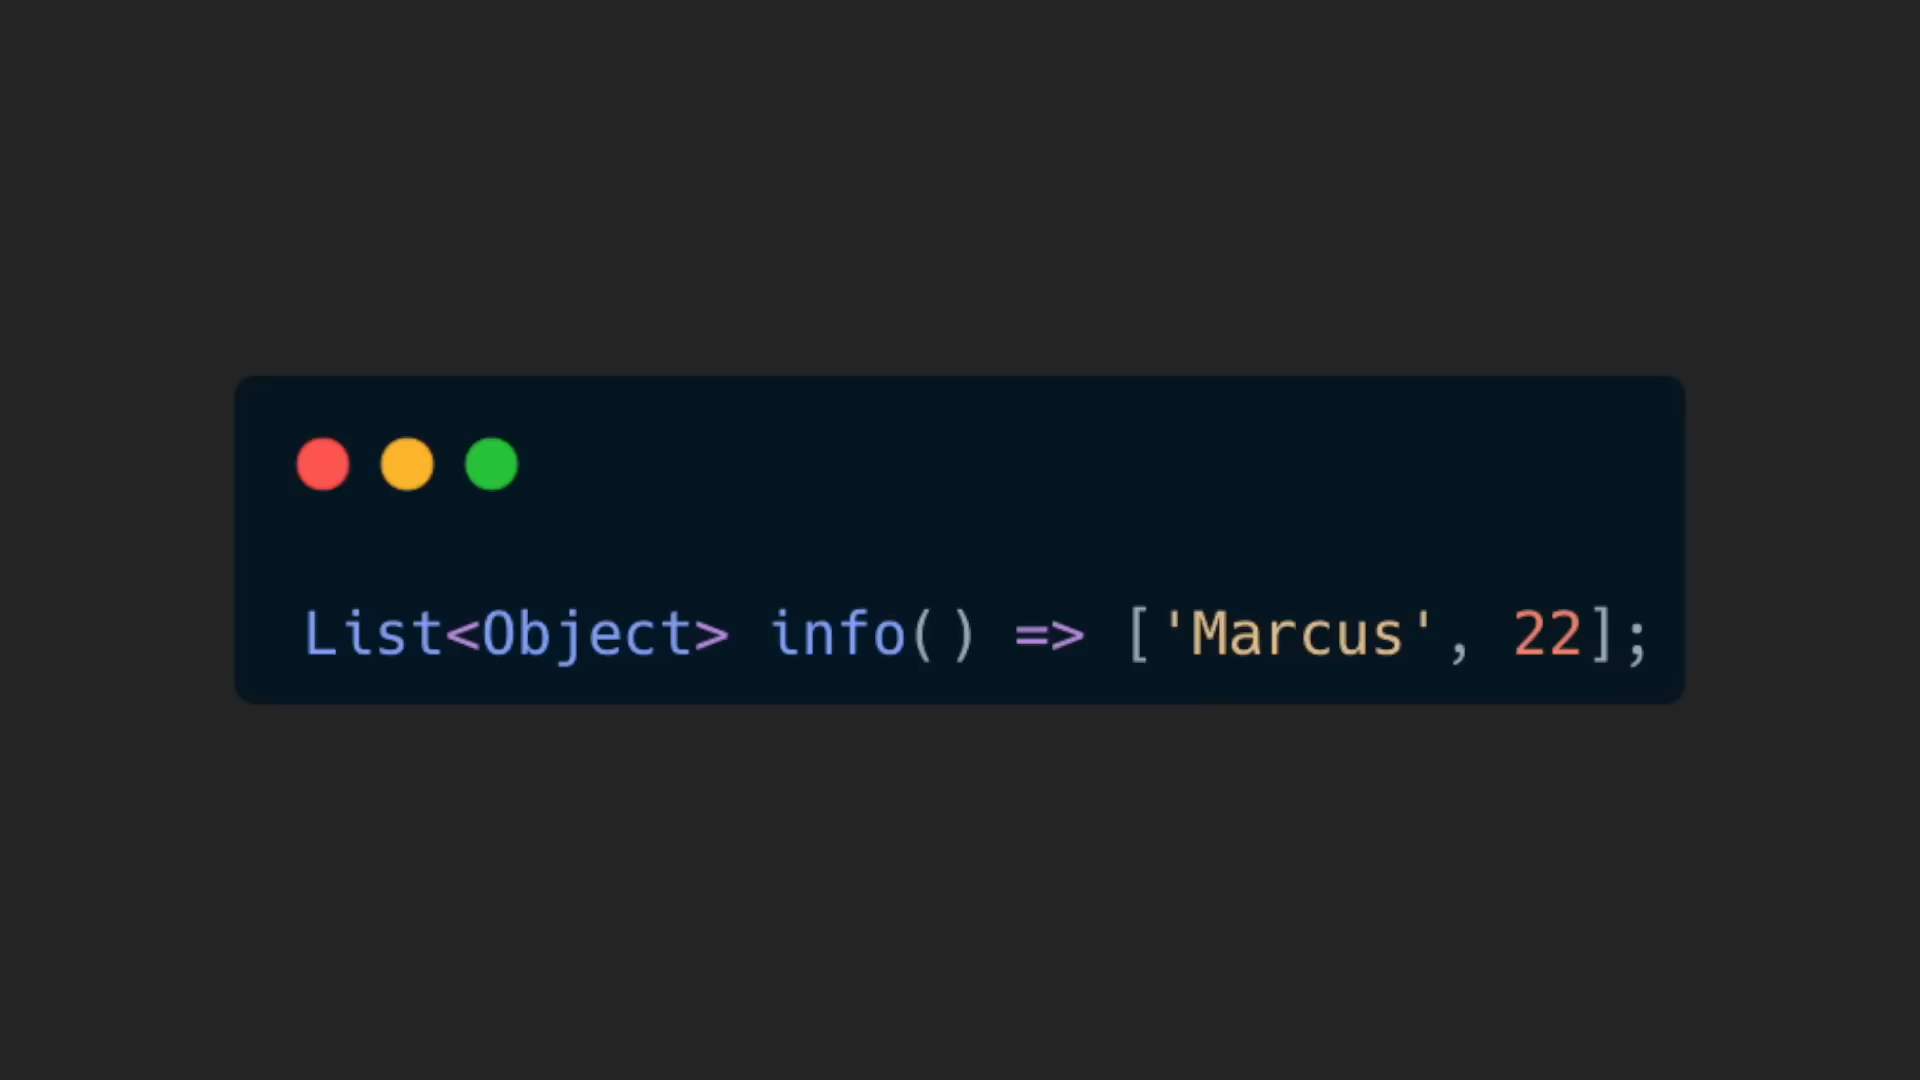 List<Object> info() => ['Marcus', 22];